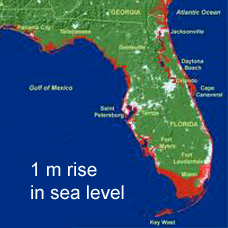 GEORGIA
Atlantic Ocean
Panama City
Tallahassee
Jacksonville
Gainesville
Daytona
Beach
Orlando
Cape
Canaveral
Gulf of Mexico
Saint
Petersburg
Tampa
FLORIDA
Fort
Myers
Fort
Lauderdale
Miami
1 m rise
in sea level
Key West